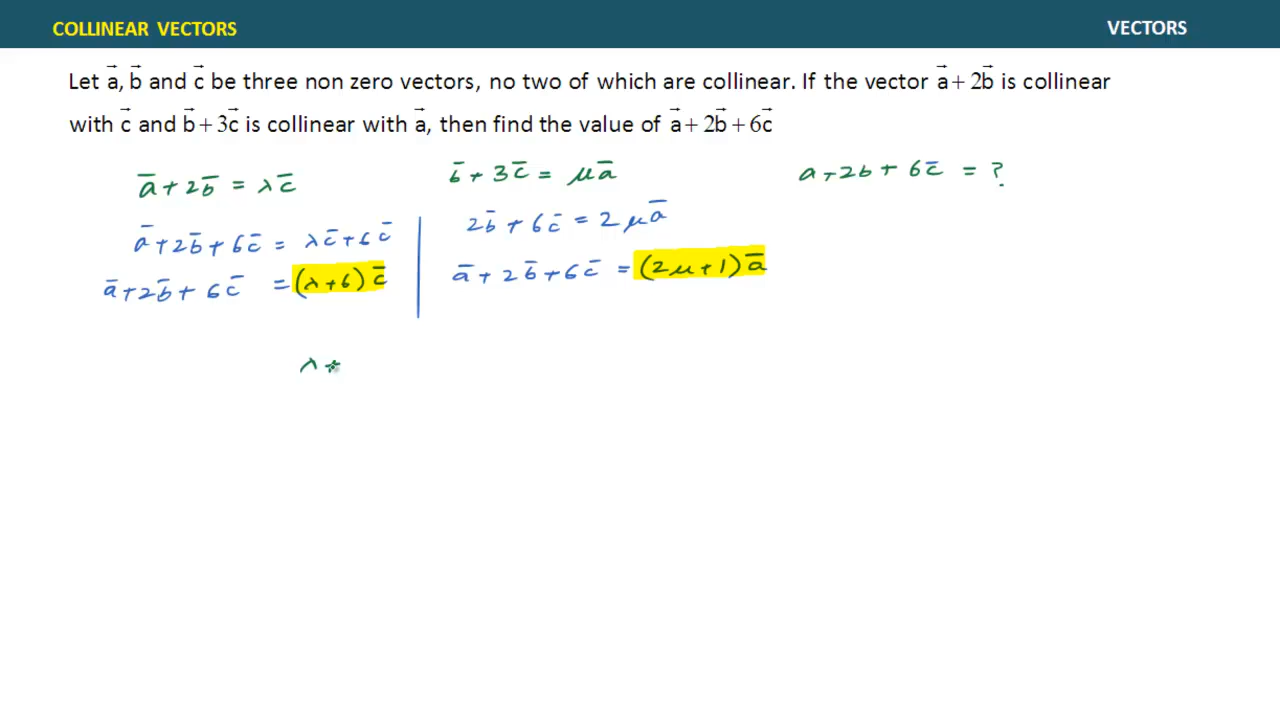 COLLINEAR VECTORS
VECTORS
Let a⃗, b⃗ and c⃗ be three non zero vectors, no two of which are collinear. If the vector a⃗ + 2b⃗ is collinear
with c⃗ and b⃗ + 3c⃗ is collinear with a⃗, then find the value of a⃗ + 2b⃗ + 6c⃗
a̅ + 2b̅ = λc̅
b̅ + 3c̅ = μa̅
a + 2b + 6c̅ = ?
a̅ + 2b̅ + 6c̅ = λc̅ + 6c̅
2b̅ + 6c̅ = 2μa̅
a̅ + 2b̅ + 6c̅ = (λ+6) c̅
a̅ + 2b̅ + 6c̅ = (2μ+1) a̅
λ +